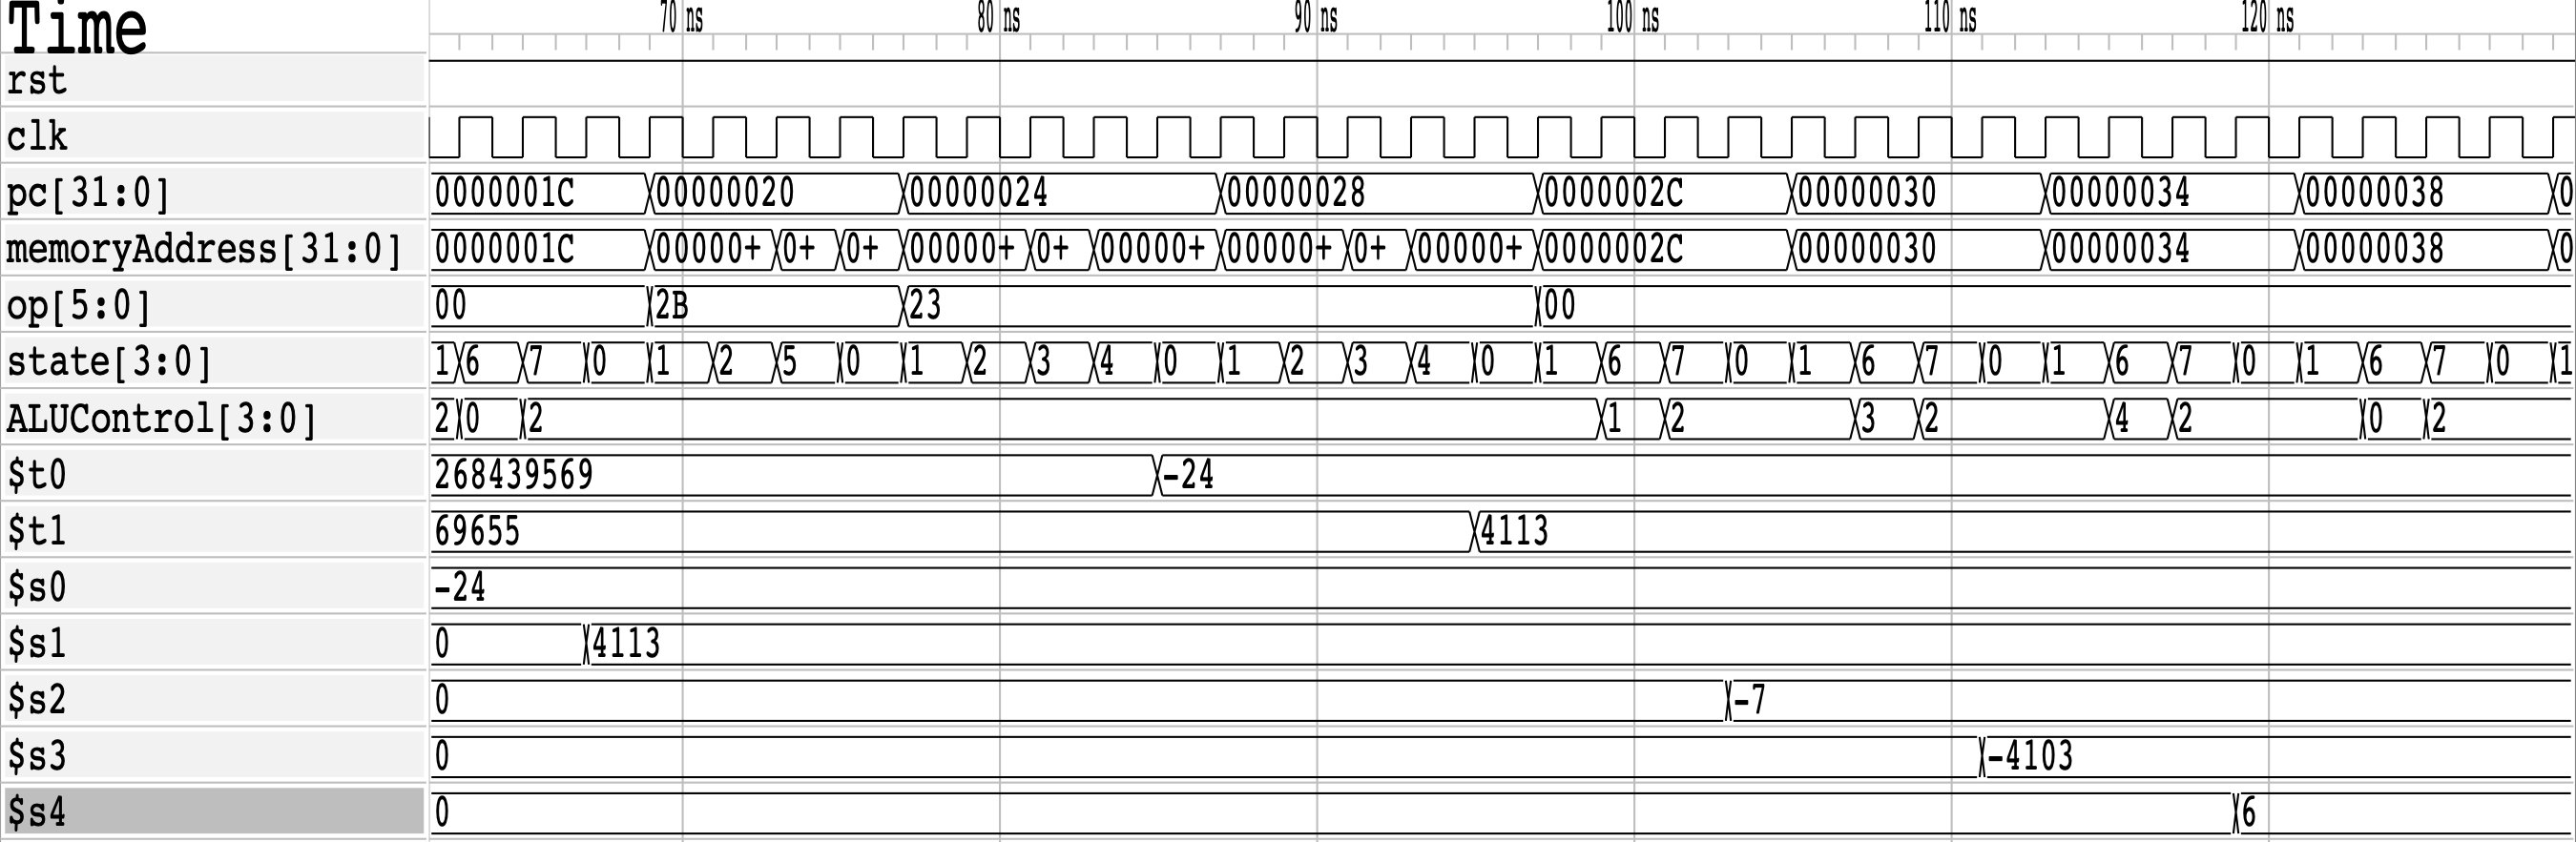 Time 70 ns 80 ns 90 ns 100 ns 110 ns 120 ns
rst
clk
pc[31:0] 0000001C 00000020 00000024 00000028 0000002C 00000030 00000034 00000038 0
memoryAddress[31:0] 0000001C 00000+ 0+ 0+ 00000+ 0+ 00000+ 00000+ 0+ 00000+ 0000002C 00000030 00000034 00000038 0
op[5:0] 00 2B 23 00
state[3:0] 1 6 7 0 1 2 5 0 1 2 3 4 0 1 2 3 4 0 1 6 7 0 1 6 7 0 1 6 7 0 1 6 7 0 1
ALUControl[3:0] 2 0 2 1 2 3 2 4 2 0 2
$t0 268439569 -24
$t1 69655 4113
$s0 -24
$s1 0 4113
$s2 0 -7
$s3 0 -4103
$s4 0 6